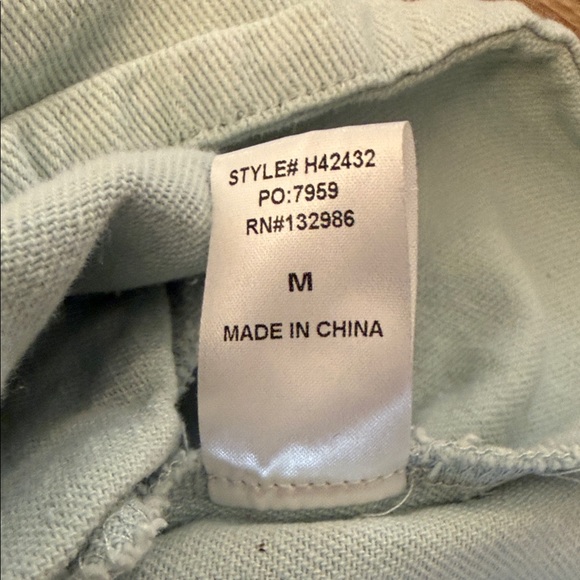 STYLE# H42432
PO:7959
RN#132986
M
MADE IN CHINA